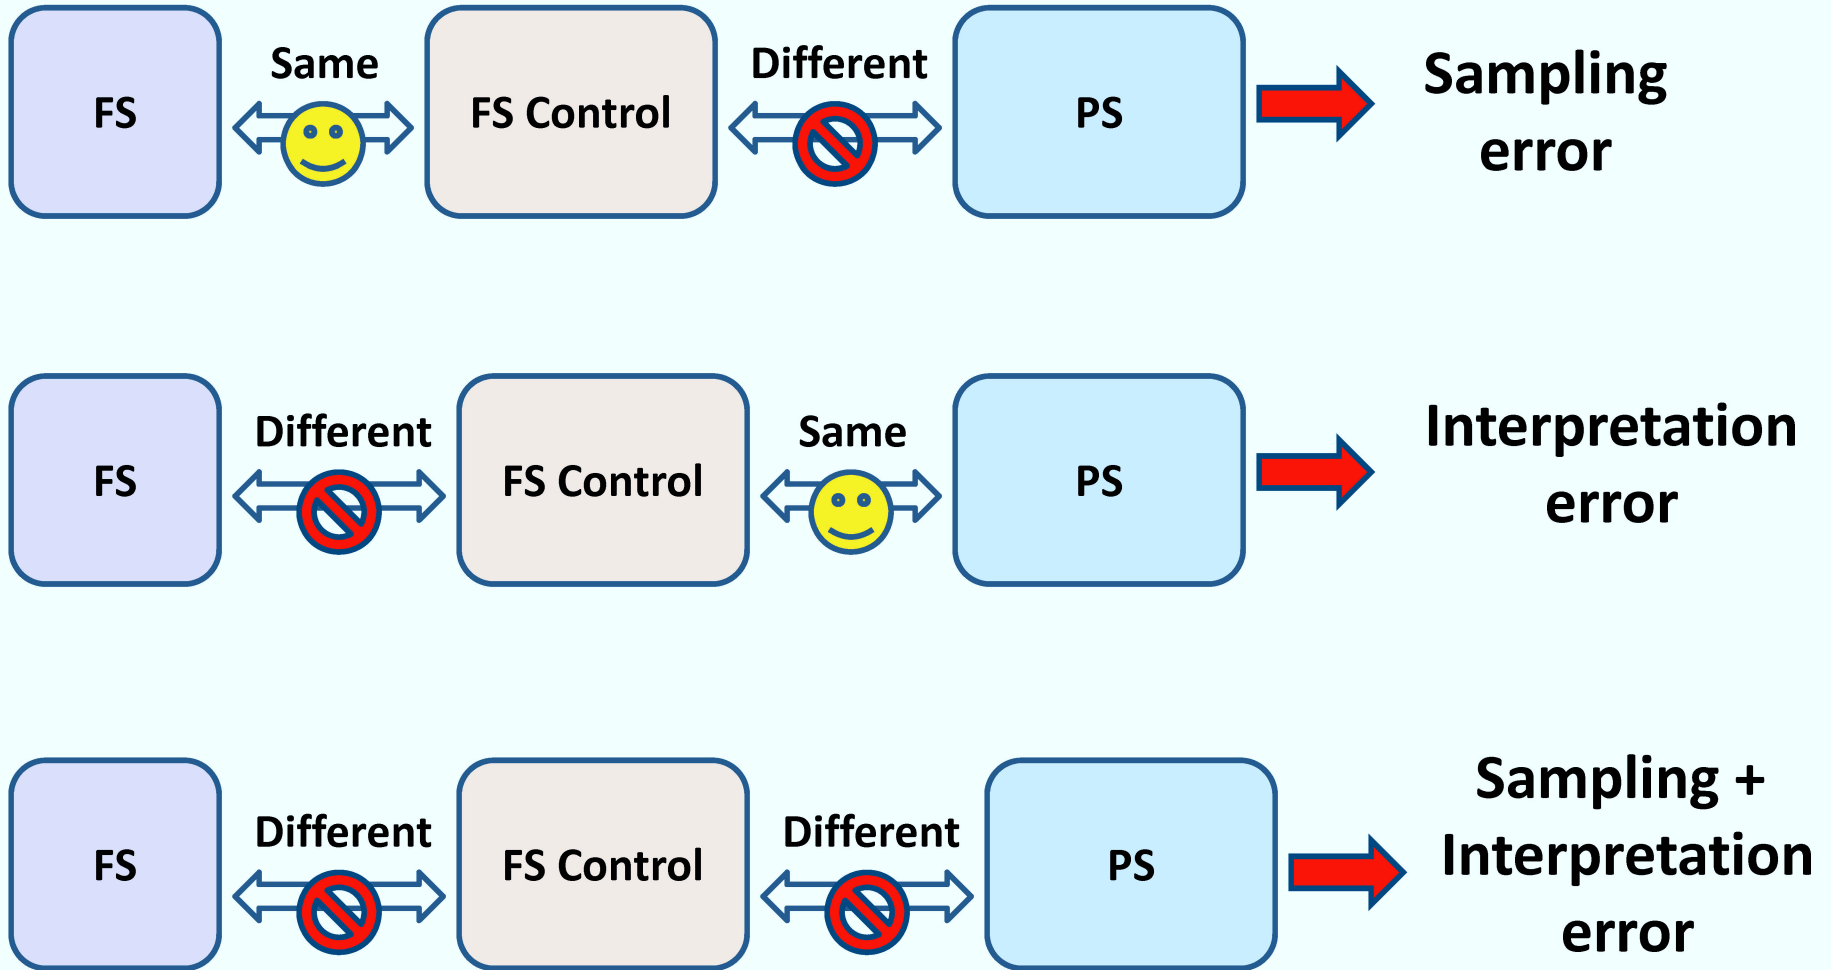 Same
Different
Sampling
error
FS
FS Control
PS
Different
Same
Interpretation
error
FS
FS Control
PS
Different
Different
Sampling +
Interpretation
error
FS
FS Control
PS